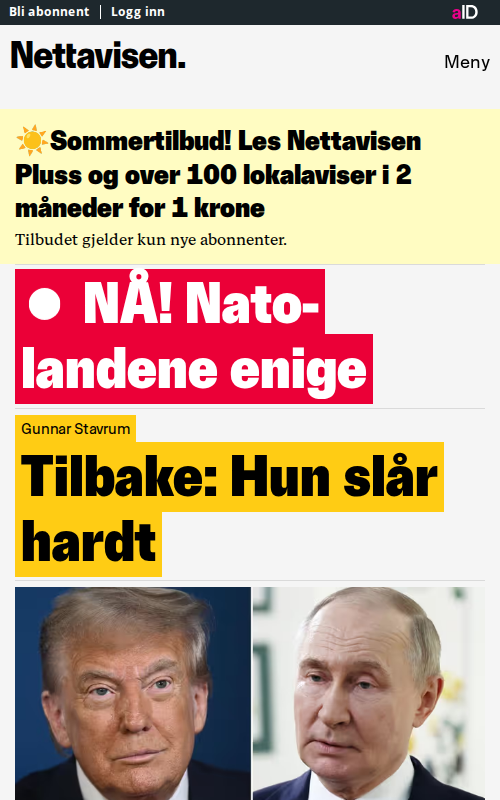 Bli abonnent
Logg inn
aID
Nettavisen.
Meny
☀️Sommertilbud! Les Nettavisen
Pluss og over 100 lokalaviser i 2
måneder for 1 krone
Tilbudet gjelder kun nye abonnenter.
NÅ! Nato-
landene enige
Gunnar Stavrum
Tilbake: Hun slår
hardt